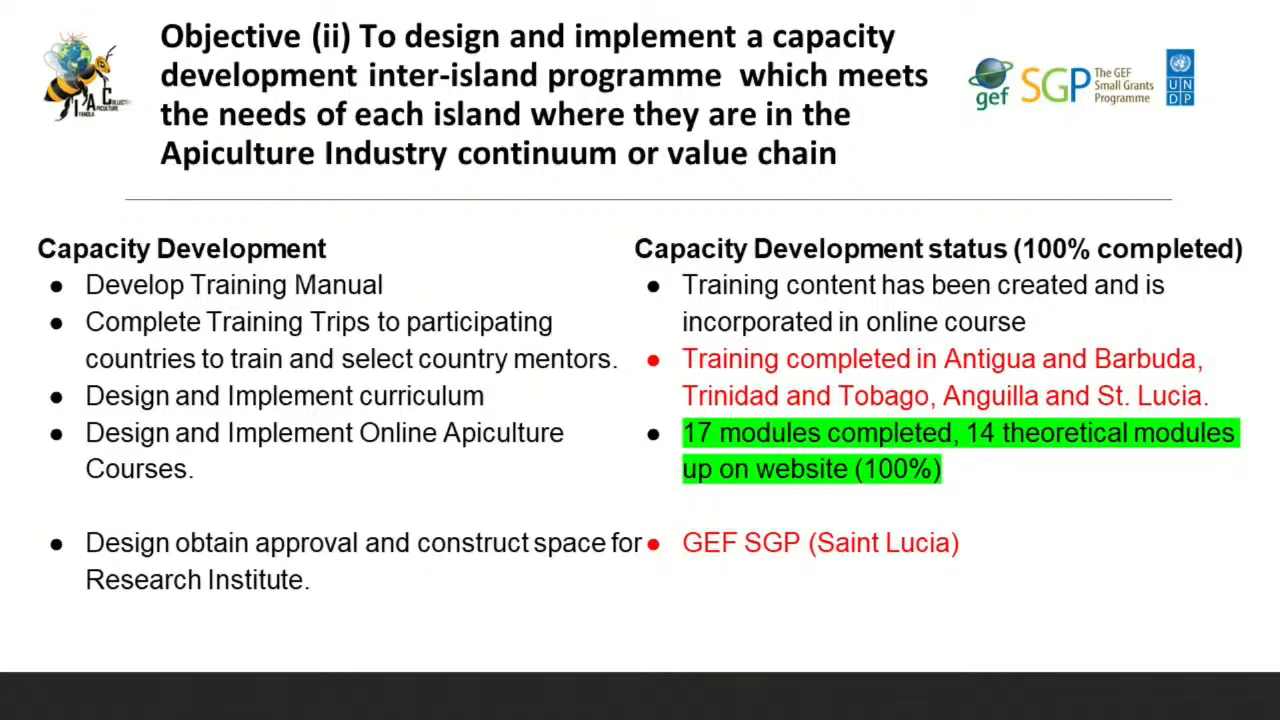 Objective (ii) To design and implement a capacity
development inter-island programme which meets
the needs of each island where they are in the
Apiculture Industry continuum or value chain
gef
SGP
The GEF
Small Grants
Programme
U N
D P
Capacity Development
● Develop Training Manual
● Complete Training Trips to participating
countries to train and select country mentors.
● Design and Implement curriculum
● Design and Implement Online Apiculture
Courses.
● Design obtain approval and construct space for
Research Institute.
Capacity Development status (100% completed)
● Training content has been created and is
incorporated in online course
● Training completed in Antigua and Barbuda,
Trinidad and Tobago, Anguilla and St. Lucia.
● 17 modules completed, 14 theoretical modules
up on website (100%)
● GEF SGP (Saint Lucia)